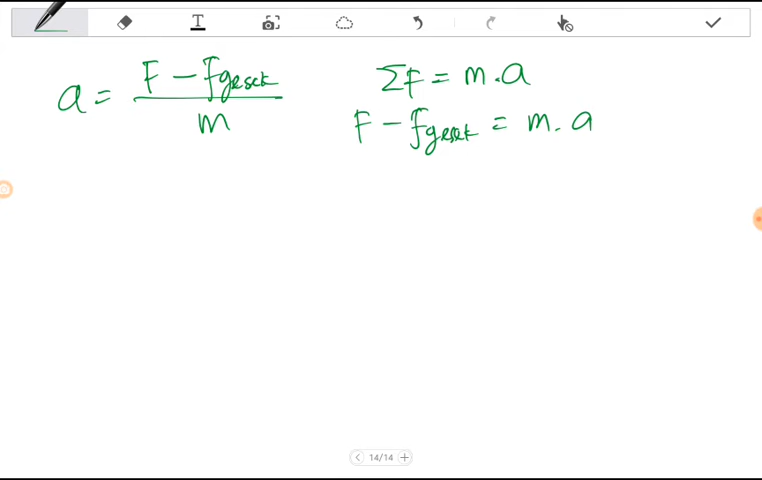 a = F - fgesek / m
ΣF = m.a
F - fgesek = m. a
T
14/14